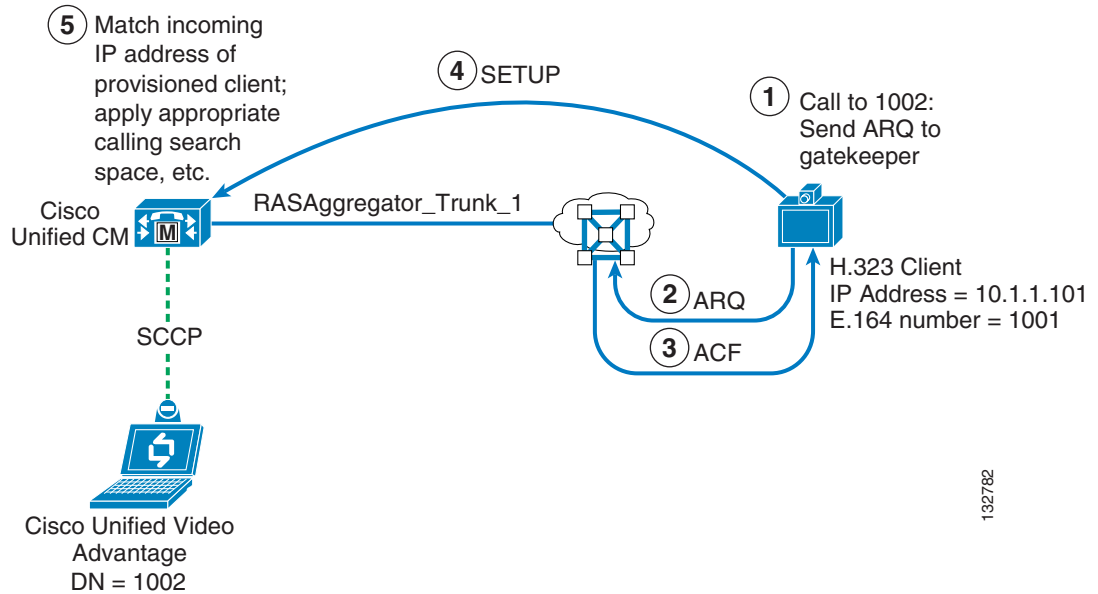 5 Match incoming
IP address of
provisioned client;
apply appropriate
calling search
space, etc.
4 SETUP
1 Call to 1002:
Send ARQ to
gatekeeper
Cisco
Unified CM
M
RASAggregator_Trunk_1
H.323 Client
IP Address = 10.1.1.101
E.164 number = 1001
2 ARQ
3 ACF
SCCP
Cisco Unified Video
Advantage
DN = 1002
132782